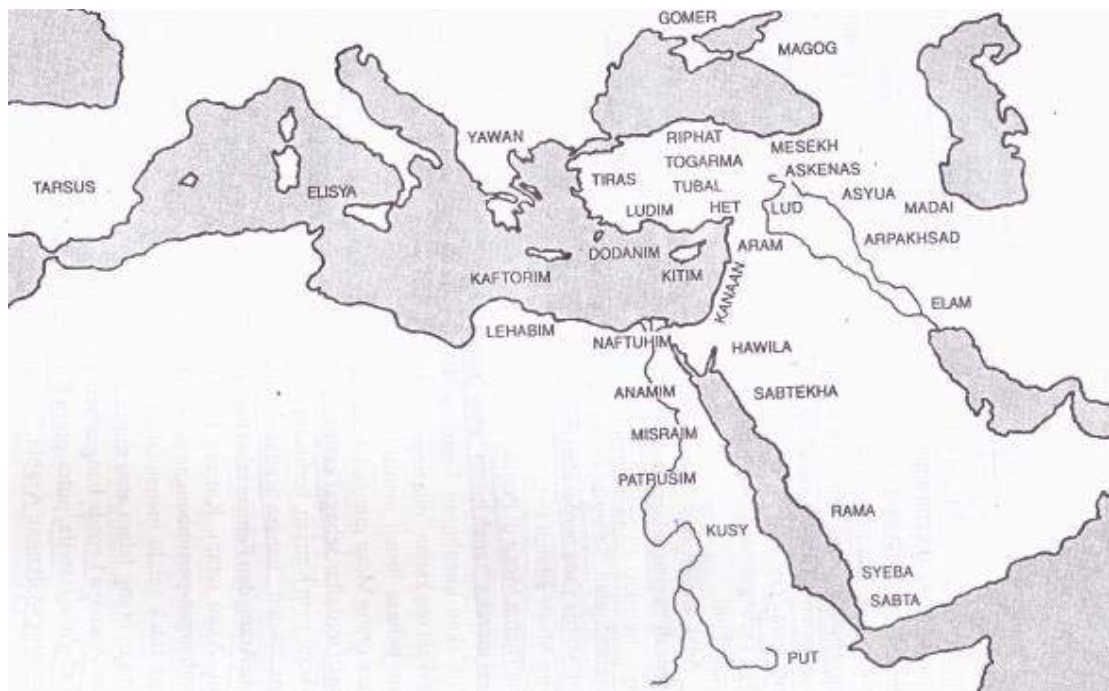 GOMER
MAGOG
YAWAN
RIPHAT
MESEKH
TOGARMA
ASKENAS
TARSUS
ELISYA
TIRAS
TUBAL
ASYUA
MADAI
LUDIM
HET
LUD
ARPAKHSAD
DODANIM
ARAM
KAFTORIM
KITIM
KANAAN
ELAM
LEHABIM
NAFTUHIM
HAWILA
ANAMIM
SABTEKHA
MISRAIM
PATRUSIM
RAMA
KUSY
SYEBA
SABTA
PUT